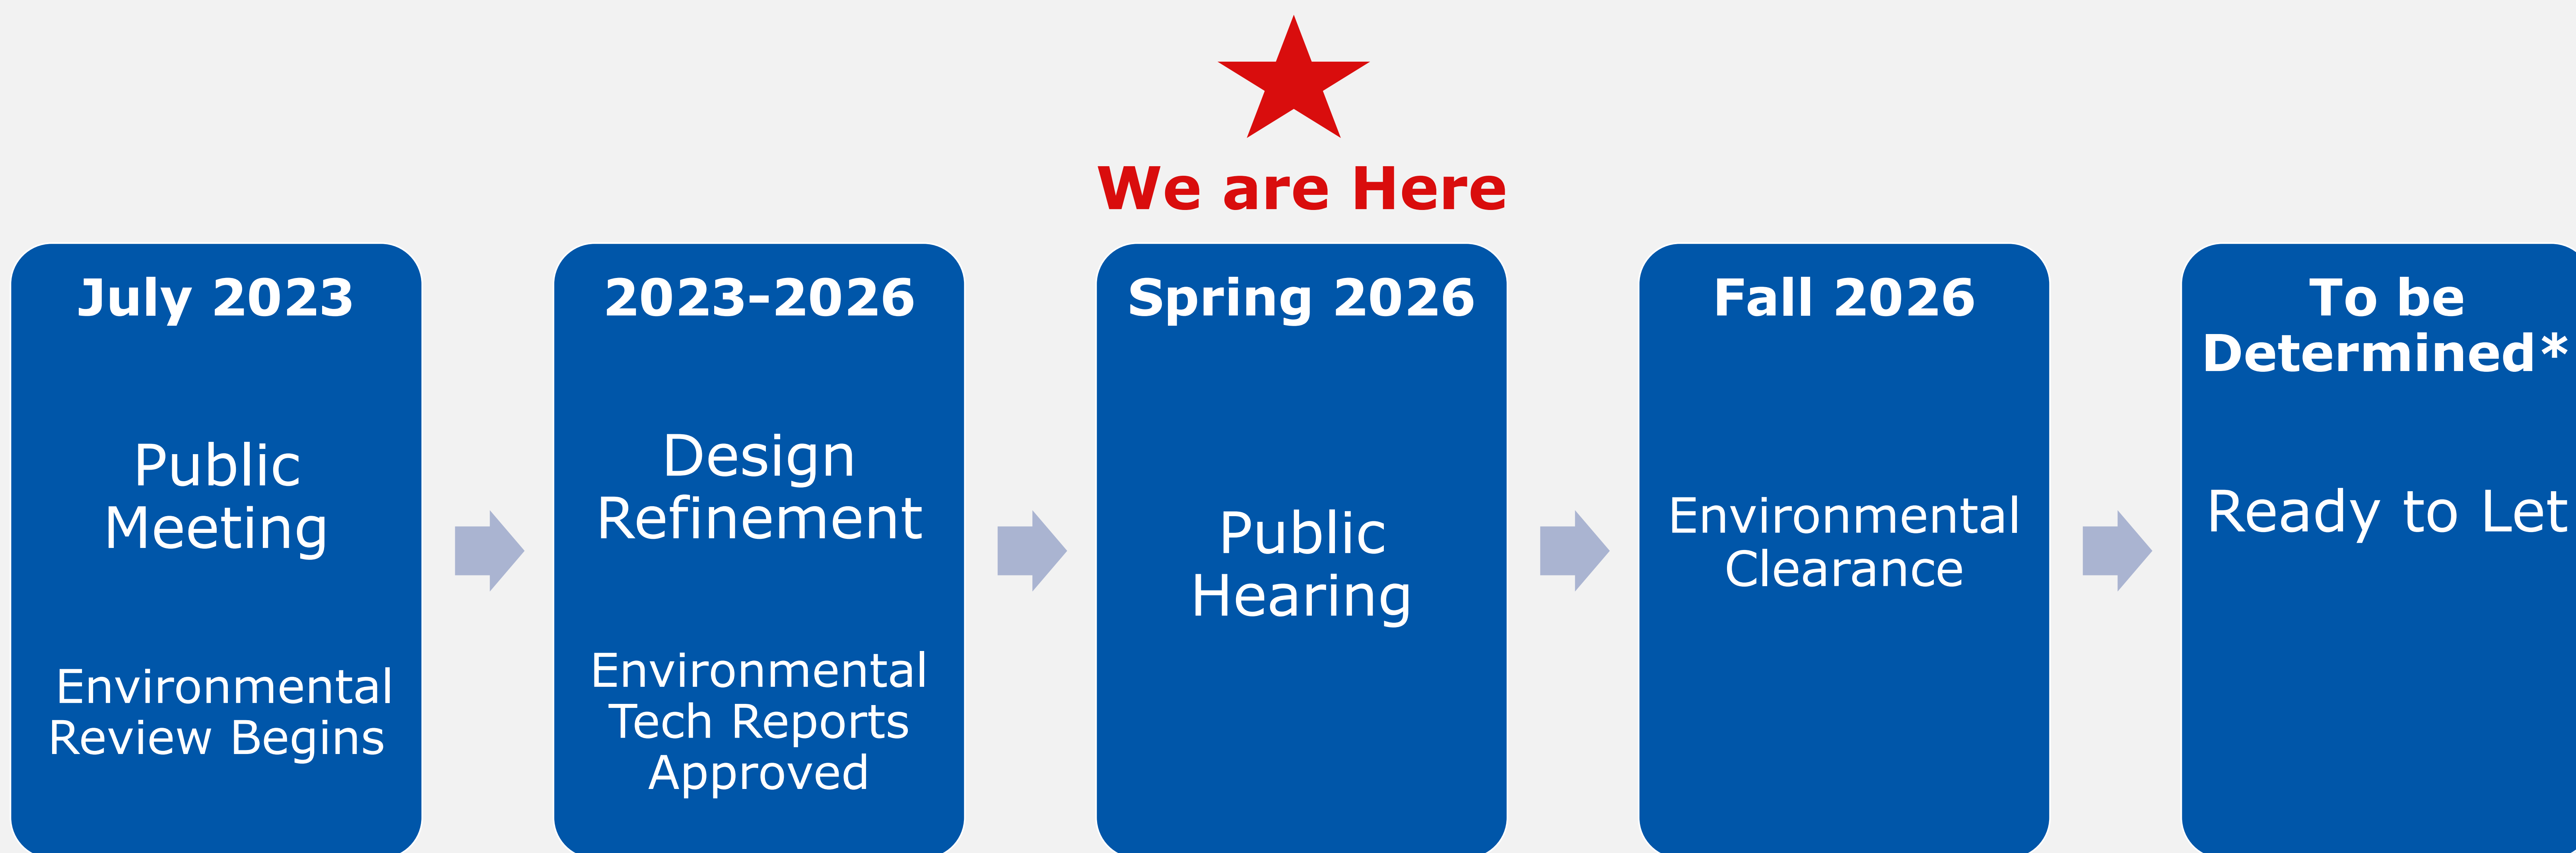 We are Here
July 2023
Public
Meeting
Environmental
Review Begins
2023-2026
Design
Refinement
Environmental
Tech Reports
Approved
Spring 2026
Public
Hearing
Fall 2026
Environmental
Clearance
To be
Determined*
Ready to Let